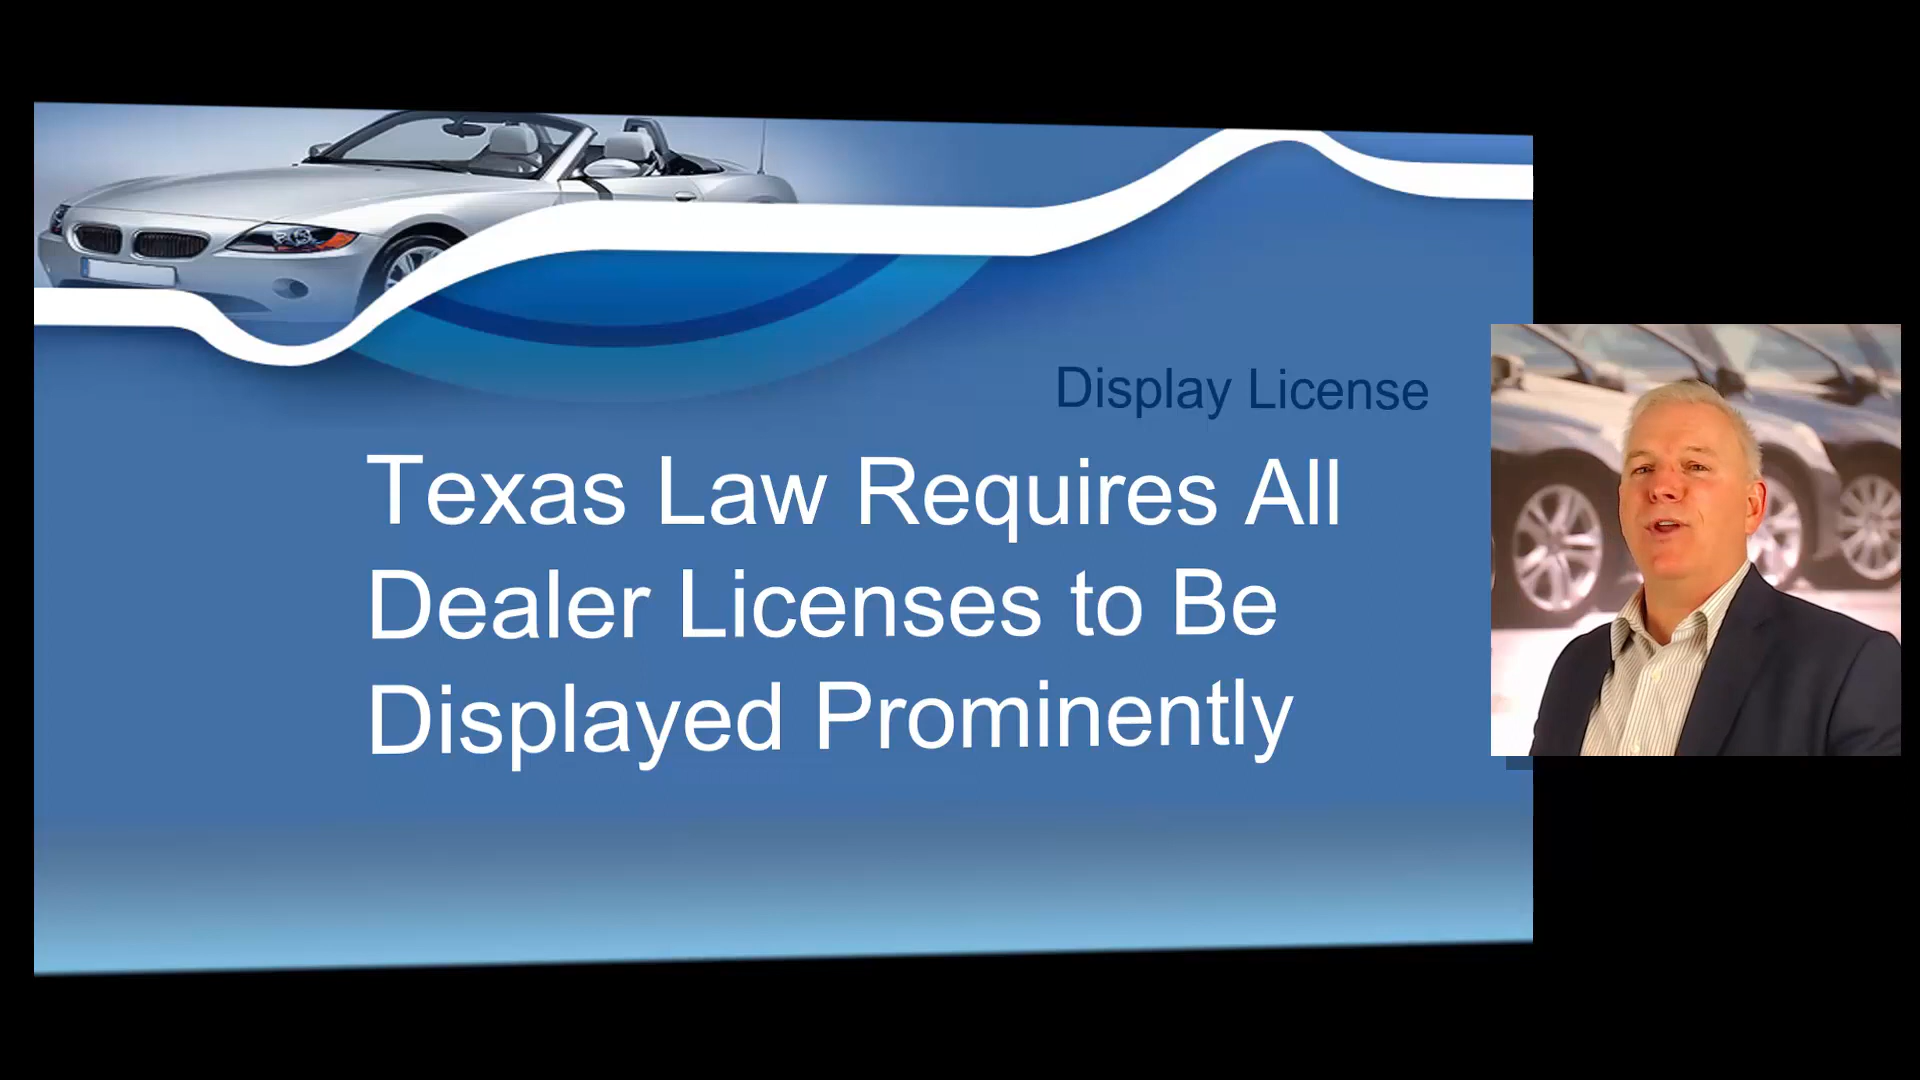 Display License
Texas Law Requires All
Dealer Licenses to Be
Displayed Prominently